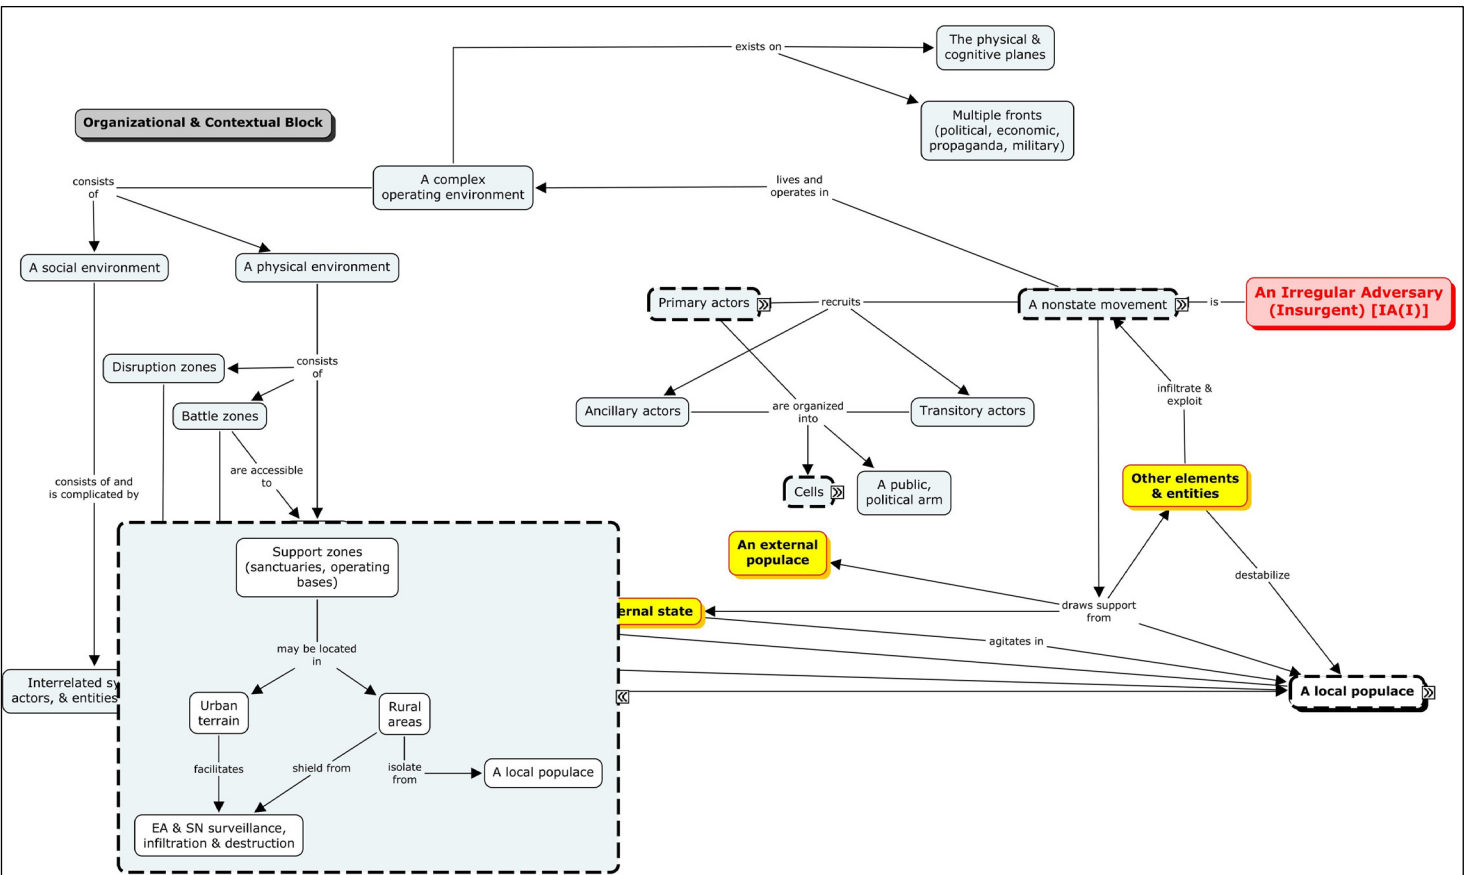 exists on
The physical &
cognitive planes
Multiple fronts
(political, economic,
propaganda, military)
Organizational & Contextual Block
A complex
operating environment
consists
of
lives and
operates in
A social environment
A physical environment
Primary actors
recruits
A nonstate movement
is
An Irregular Adversary
(Insurgent) [IA(I)]
Disruption zones
consists
of
Battle zones
Ancillary actors
are organized
into
Transitory actors
infiltrate &
exploit
are accessible
to
consists of and
is complicated by
Cells
A public,
political arm
Other elements
& entities
An external
populace
destabilize
Support zones
(sanctuaries, operating
bases)
ernal state
draws support
from
agitates in
may be located
in
Interrelated sy
actors, & entities
Urban
terrain
Rural
areas
A local populace
facilitates
shield from
isolate
from
A local populace
EA & SN surveillance,
infiltration & destruction